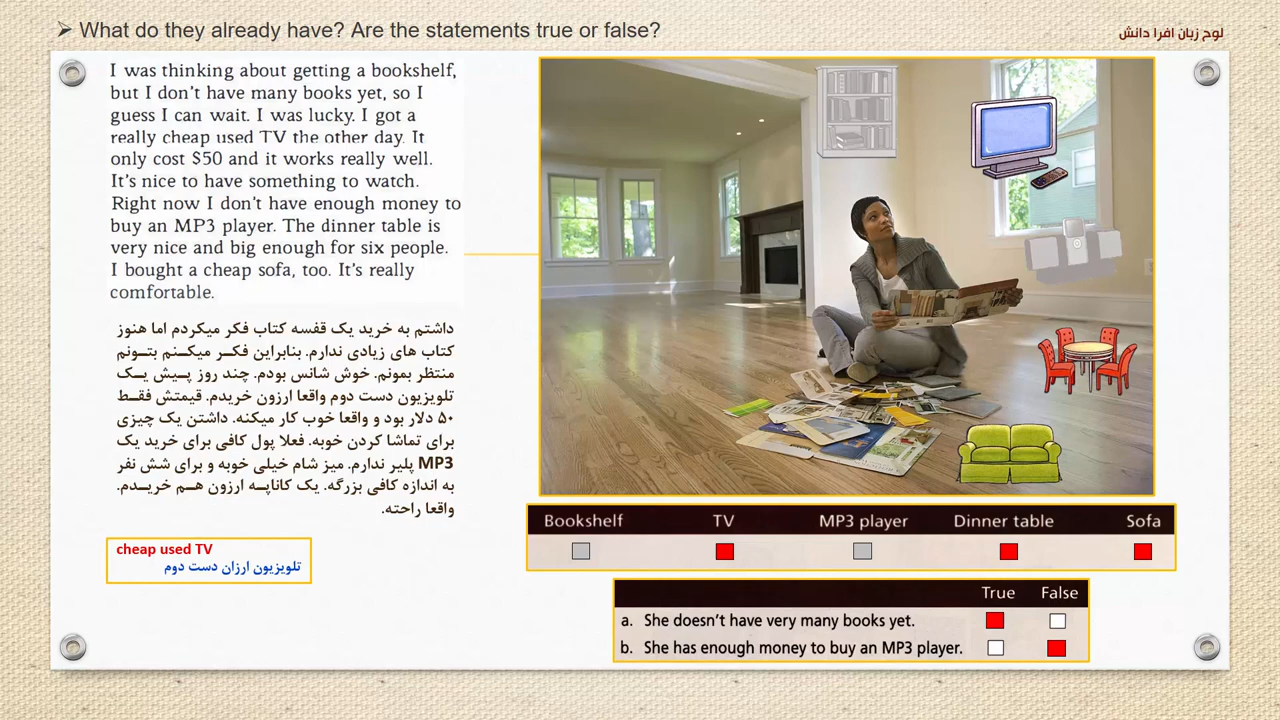 ➢ What do they already have? Are the statements true or false?
لوح زبان افرا دانش
I was thinking about getting a bookshelf,
but I don't have many books yet, so I
guess I can wait. I was lucky. I got a
really cheap used TV the other day. It
only cost $50 and it works really well.
It's nice to have something to watch.
Right now I don't have enough money to
buy an MP3 player. The dinner table is
very nice and big enough for six people.
I bought a cheap sofa, too. It's really
comfortable.
داشتم به خرید یک قفسه کتاب فکر میکردم اما هنوز
کتاب های زیادی ندارم. بنابراین فکر میکنم بتونم
منتظر بمونم. خوش شانس بودم. چند روز پیش یک
تلویزیون دست دوم واقعا ارزون خریدم. قیمتش فقط
۵۰ دلار بود و واقعا خوب کار میکنه. داشتن یک چیزی
برای تماشا کردن خوبه. فعلا پول کافی برای خرید یک
MP3 پلیر ندارم. میز شام خیلی خوبه و برای شش نفر
به اندازه کافی بزرگه. یک کاناپه ارزون هم خریدم.
واقعا راحته.
cheap used TV
تلویزیون ارزان دست دوم
Bookshelf TV MP3 player Dinner table Sofa
True False
a. She doesn't have very many books yet.
b. She has enough money to buy an MP3 player.